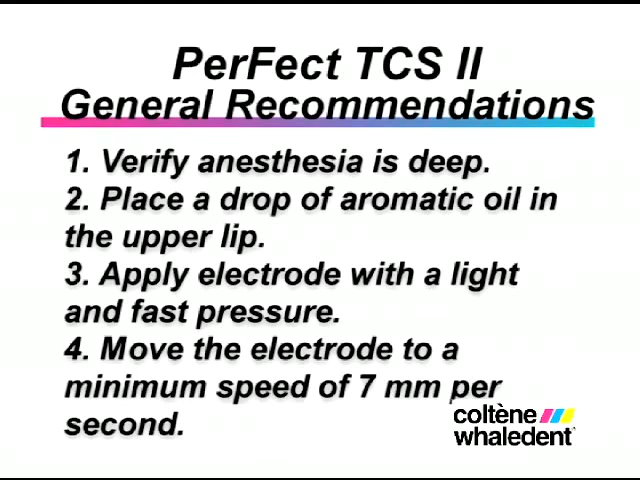 PerFect TCS II
General Recommendations
1. Verify anesthesia is deep.
2. Place a drop of aromatic oil in
the upper lip.
3. Apply electrode with a light
and fast pressure.
4. Move the electrode to a
minimum speed of 7 mm per
second.
coltène
whaledent